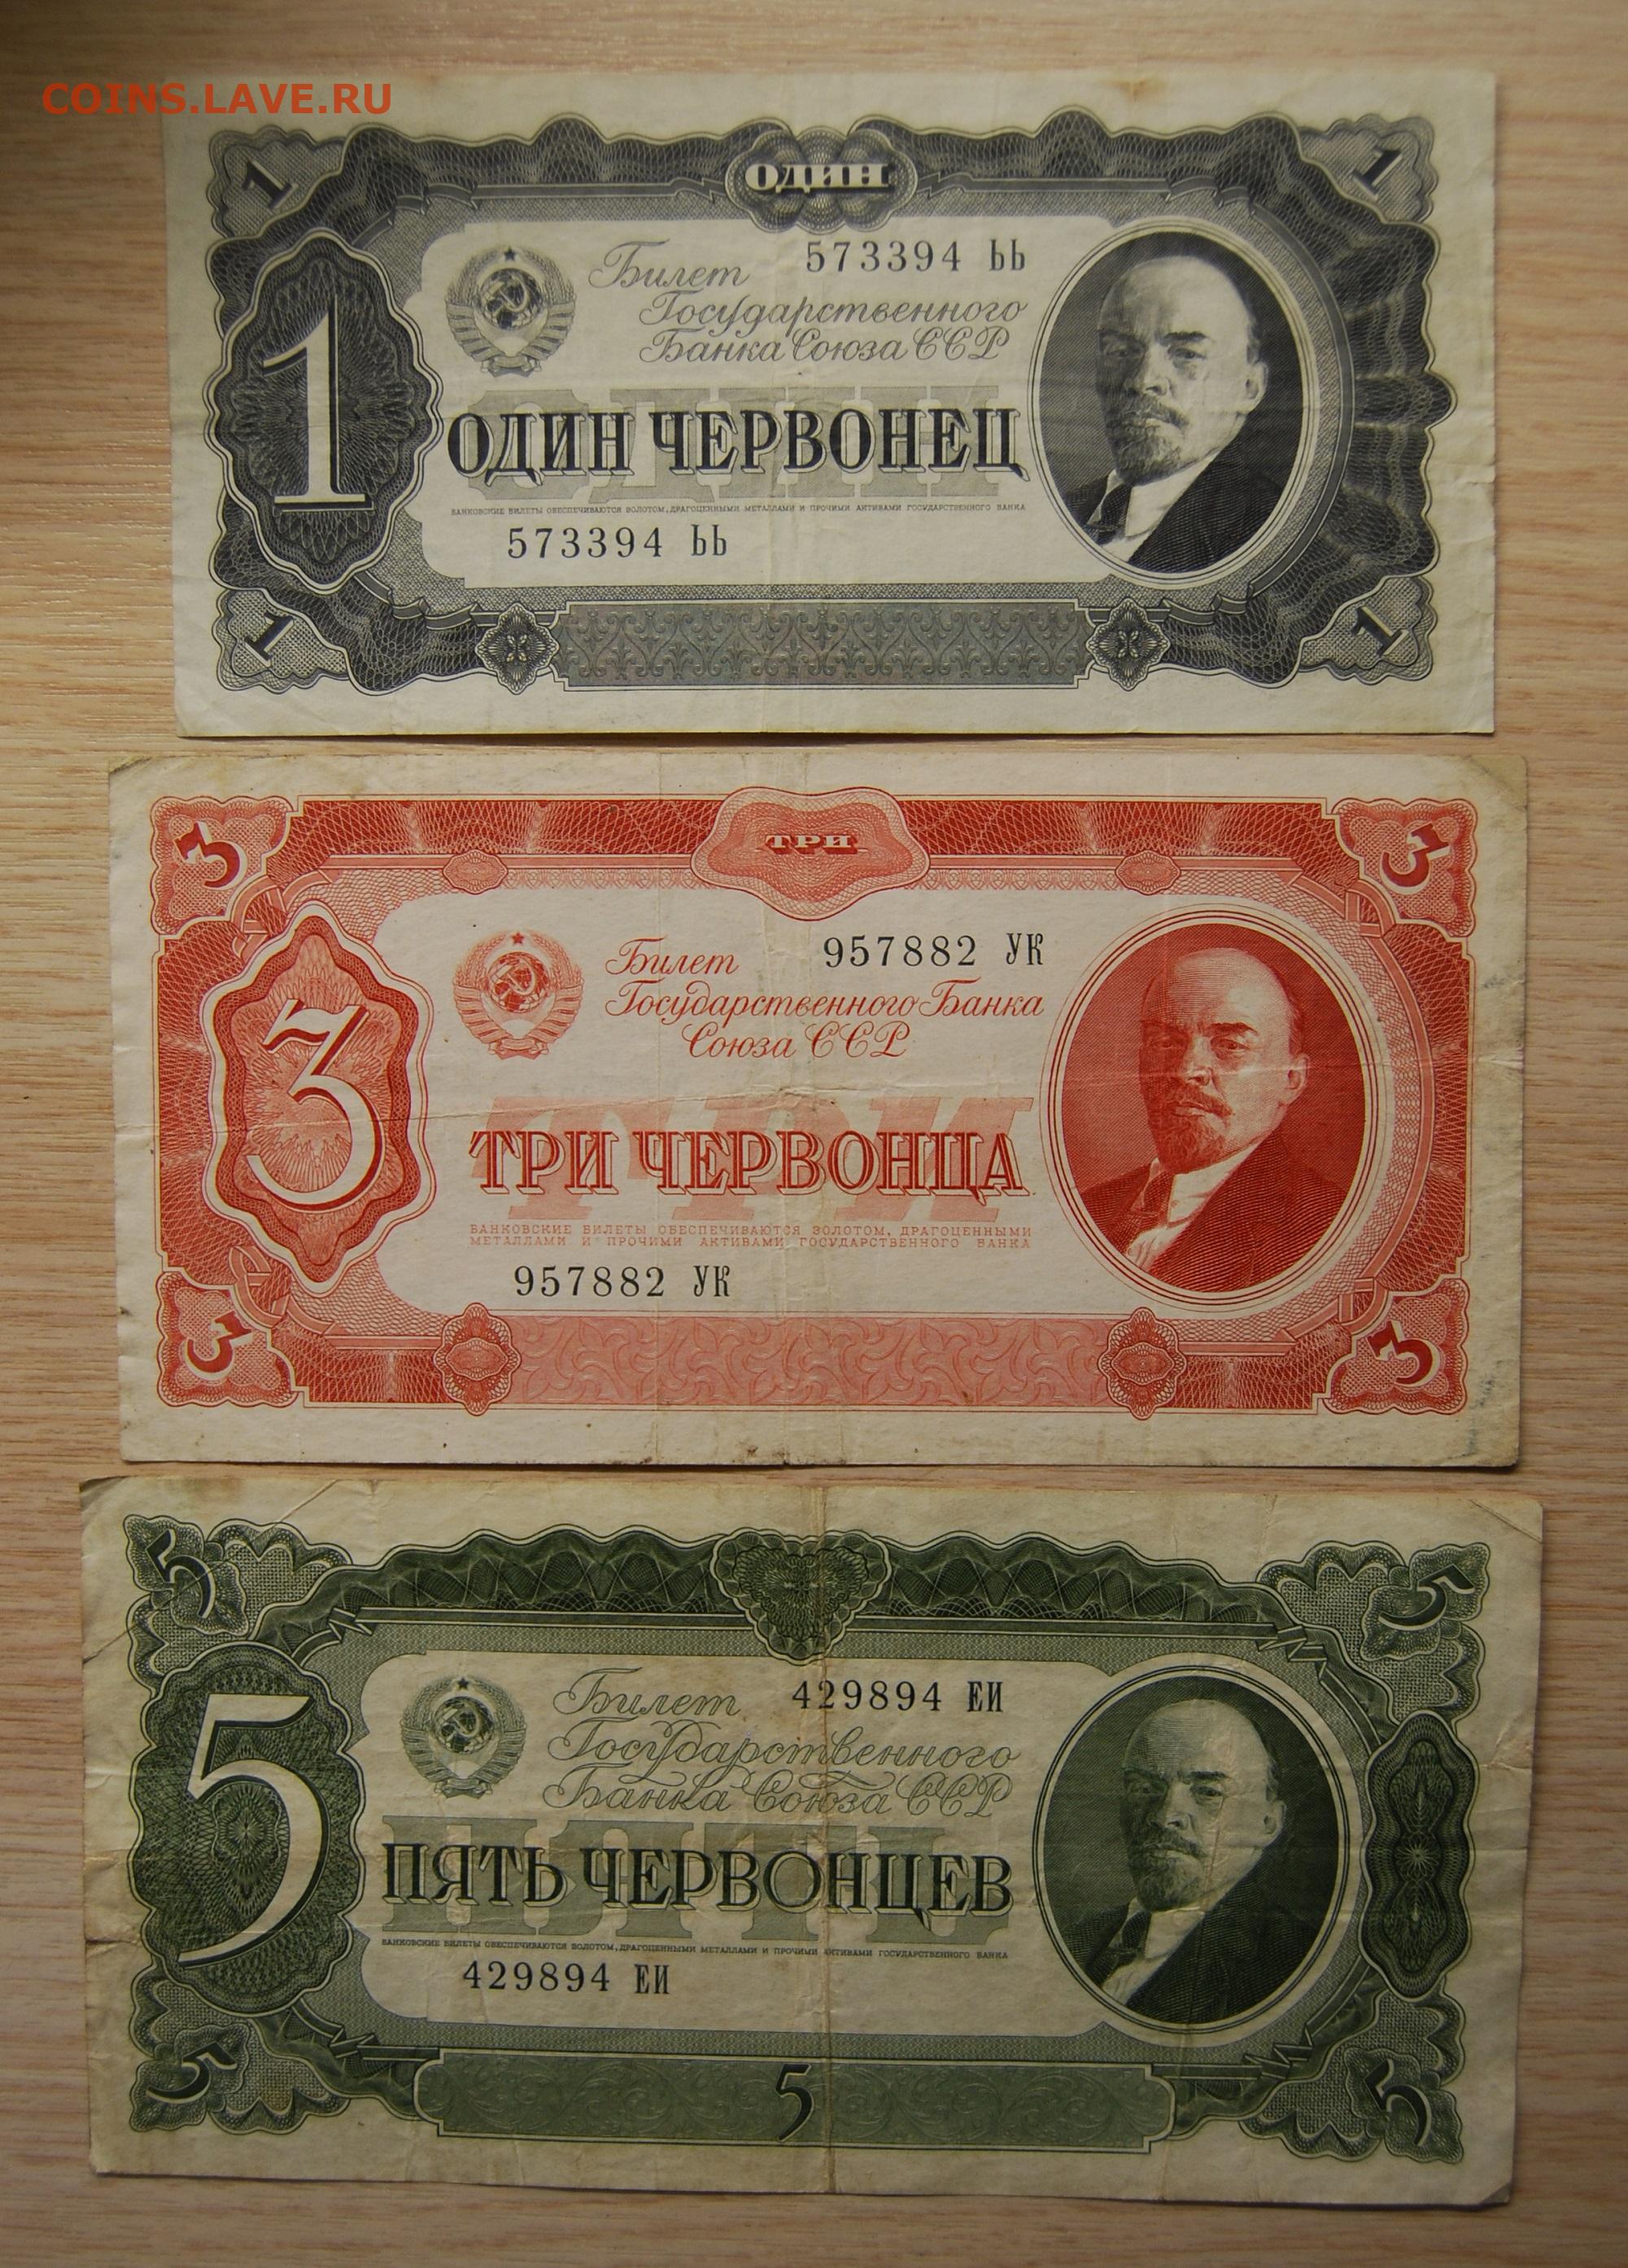 COINS.LAVE.RU
1 ОДИН 1
573394 ЬЬ
Билет
Государственного
Банка Союза ССР
1
ОДИН
ОДИН ЧЕРВОНЕЦ
БАНКОВСКИЕ БИЛЕТЫ ОБЕСПЕЧИВАЮТСЯ ЗОЛОТОМ, ДРАГОЦЕННЫМИ МЕТАЛЛАМИ И ПРОЧИМИ АКТИВАМИ ГОСУДАРСТВЕННОГО БАНКА
573394 ЬЬ
1 1
3 ТРИ 3
957882 УК
Билет
Государственного Банка
Союза ССР
3
ТРИ
ТРИ ЧЕРВОНЦА
БАНКОВСКИЕ БИЛЕТЫ ОБЕСПЕЧИВАЮТСЯ ЗОЛОТОМ, ДРАГОЦЕННЫМИ
МЕТАЛЛАМИ И ПРОЧИМИ АКТИВАМИ ГОСУДАРСТВЕННОГО БАНКА
957882 УК
3 3
5 5
429894 ЕИ
Билет
Государственного
Банка Союза ССР
5
ПЯТЬ
ПЯТЬ ЧЕРВОНЦЕВ
БАНКОВСКИЕ БИЛЕТЫ ОБЕСПЕЧИВАЮТСЯ ЗОЛОТОМ, ДРАГОЦЕННЫМИ МЕТАЛЛАМИ И ПРОЧИМИ АКТИВАМИ ГОСУДАРСТВЕННОГО БАНКА
429894 ЕИ
5 5 5